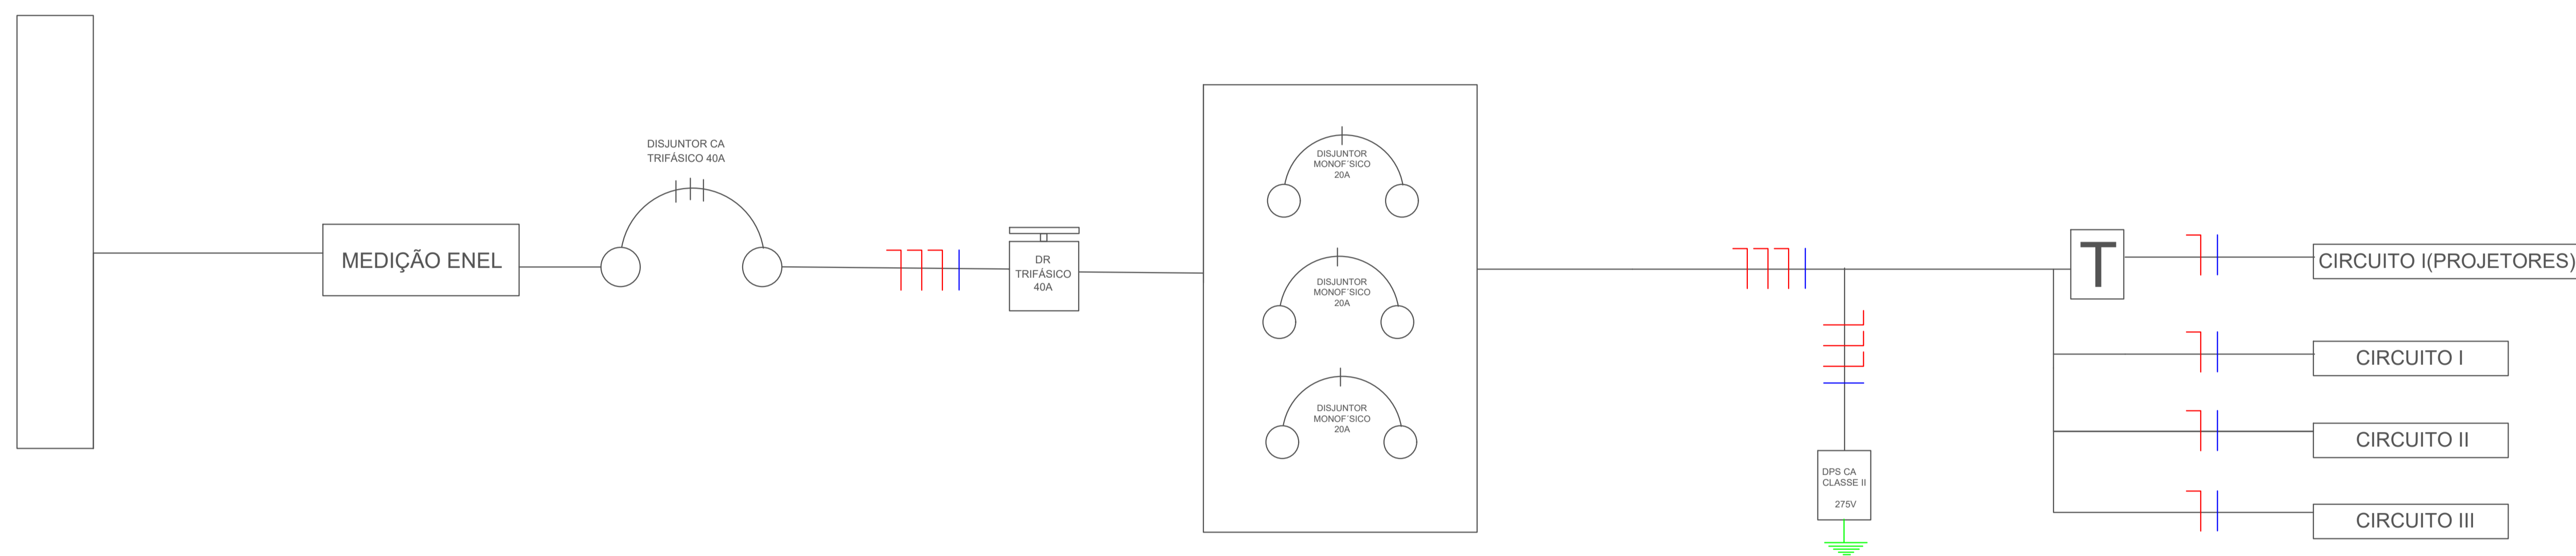 DISJUNTOR CA
TRIFÁSICO 40A
MEDIÇÃO ENEL
DR
TRIFÁSICO
40A
DISJUNTOR
MONOF´SICO
20A
DISJUNTOR
MONOF´SICO
20A
DISJUNTOR
MONOF´SICO
20A
DPS CA
CLASSE II
275V
T
CIRCUITO I(PROJETORES)
CIRCUITO I
CIRCUITO II
CIRCUITO III